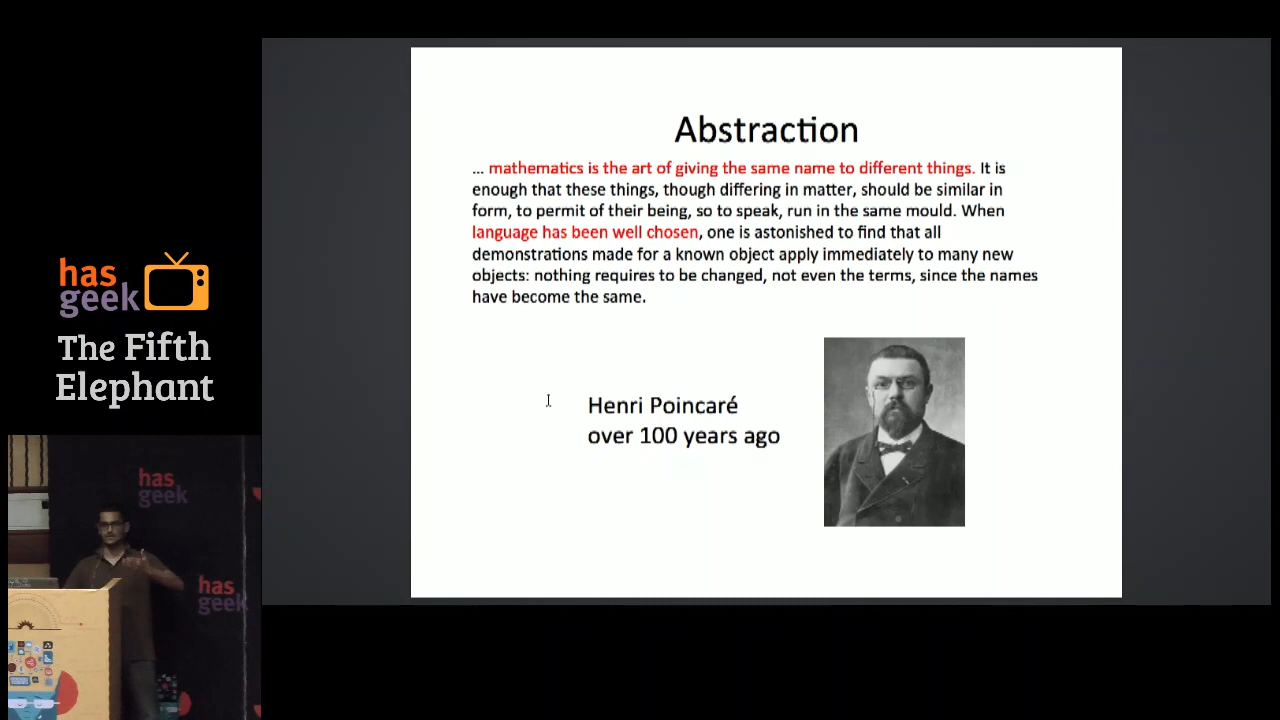 Abstraction
... mathematics is the art of giving the same name to different things. It is
enough that these things, though differing in matter, should be similar in
form, to permit of their being, so to speak, run in the same mould. When
language has been well chosen, one is astonished to find that all
demonstrations made for a known object apply immediately to many new
objects: nothing requires to be changed, not even the terms, since the names
have become the same.
Henri Poincaré
over 100 years ago
has
geek
The Fifth
Elephant
has
geek
has
geek